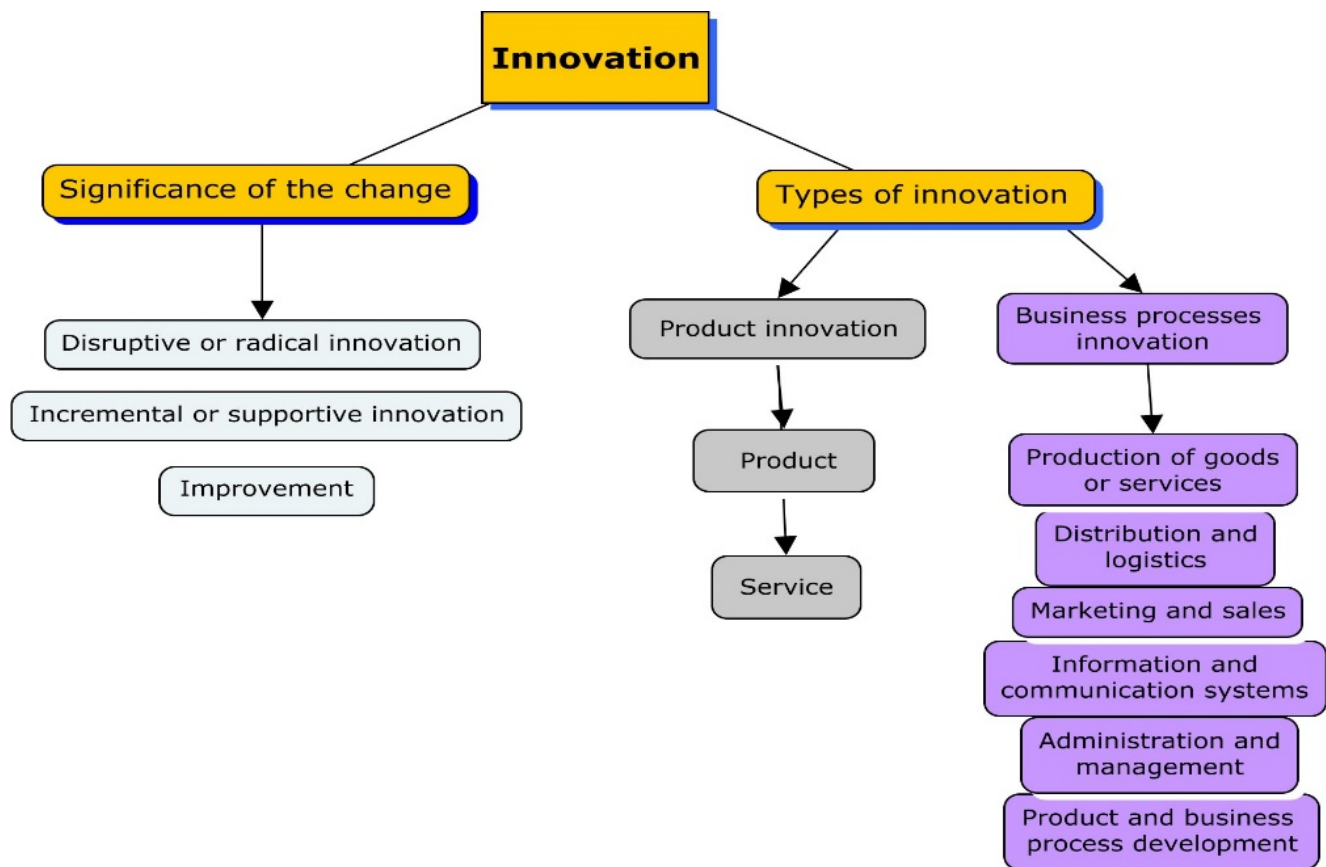 Innovation
Significance of the change
Types of innovation
Disruptive or radical innovation
Incremental or supportive innovation
Improvement
Product innovation
Product
Service
Business processes
innovation
Production of goods
or services
Distribution and
logistics
Marketing and sales
Information and
communication systems
Administration and
management
Product and business
process development